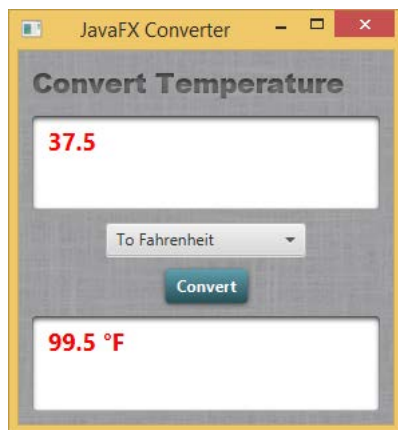 JavaFX Converter
Convert Temperature
37.5
To Fahrenheit
Convert
99.5 °F